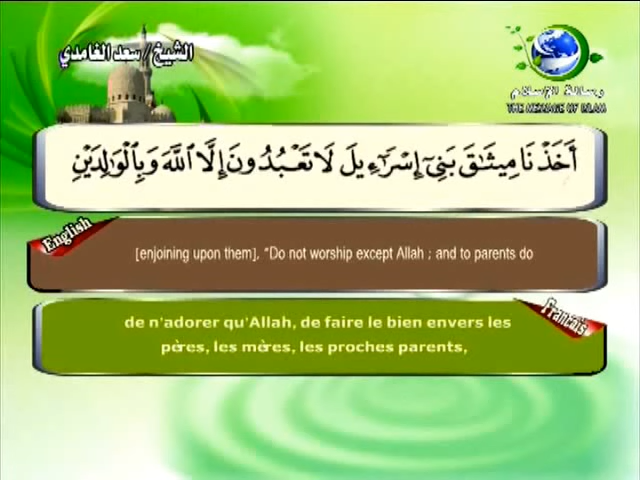 الشيخ / سعد الغامدي
رسالة الإسلام
THE MESSAGE OF ISLAM
أَخَذْنَا مِيثَٰقَ بَنِىٓ إِسْرَٰٓءِيلَ لَا تَعْبُدُونَ إِلَّا ٱللَّهَ وَبِٱلْوَٰلِدَيْنِ
English
[enjoining upon them], "Do not worship except Allah ; and to parents do
Francais
de n'adorer qu'Allah, de faire le bien envers les
pères, les mères, les proches parents,